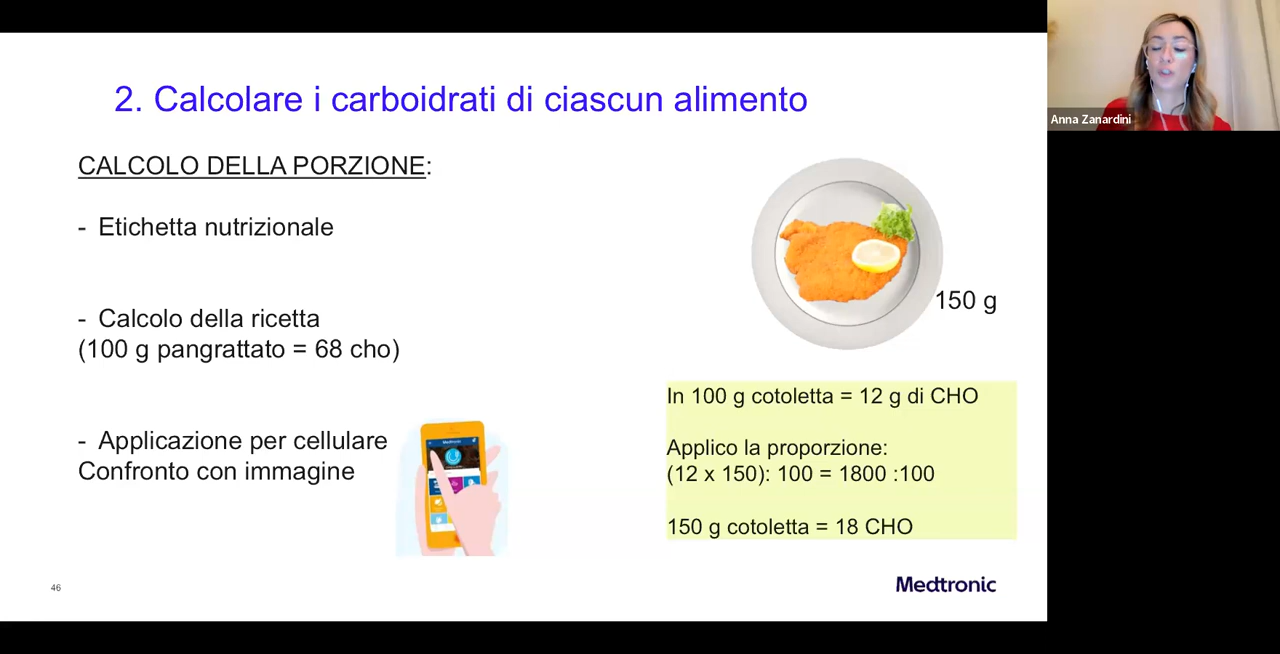 2. Calcolare i carboidrati di ciascun alimento
Anna Zanardini
CALCOLO DELLA PORZIONE:
- Etichetta nutrizionale
- Calcolo della ricetta
(100 g pangrattato = 68 cho)
- Applicazione per cellulare
Confronto con immagine
Medtronic
150 g
In 100 g cotoletta = 12 g di CHO
Applico la proporzione:
(12 x 150): 100 = 1800 :100
150 g cotoletta = 18 CHO
46
Medtronic